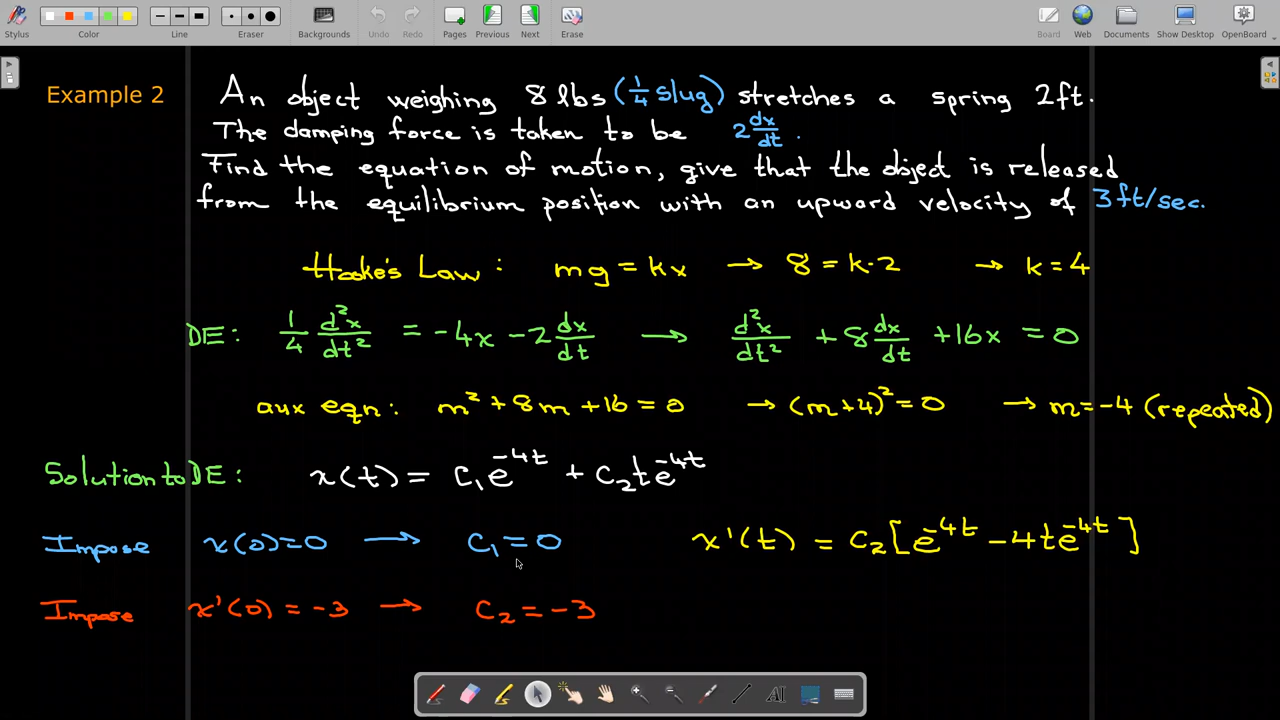 Stylus Color Line Eraser Backgrounds Undo Redo Pages Previous Next Erase Board Web Documents Show Desktop OpenBoard
Example 2 An object weighing 8 lbs (1/4 slug) stretches a spring 2ft.
The damping force is taken to be 2 dx/dt .
Find the equation of motion, give that the object is released
from the equilibrium position with an upward velocity of 3ft/sec.
Hooke's Law : mg = kx → 8 = k·2 → k = 4
DE: 1/4 d²x/dt² = -4x - 2 dx/dt → d²x/dt² + 8 dx/dt + 16x = 0
aux eqn: m² + 8m + 16 = 0 → (m+4)² = 0 → m = -4 (repeated)
Solution to DE: x(t) = c₁e^{-4t} + c₂te^{-4t}
Impose x(0)=0 → c₁ = 0 x'(t) = c₂[e^{-4t} - 4te^{-4t}]
Impose x'(0) = -3 → c₂ = -3
AI